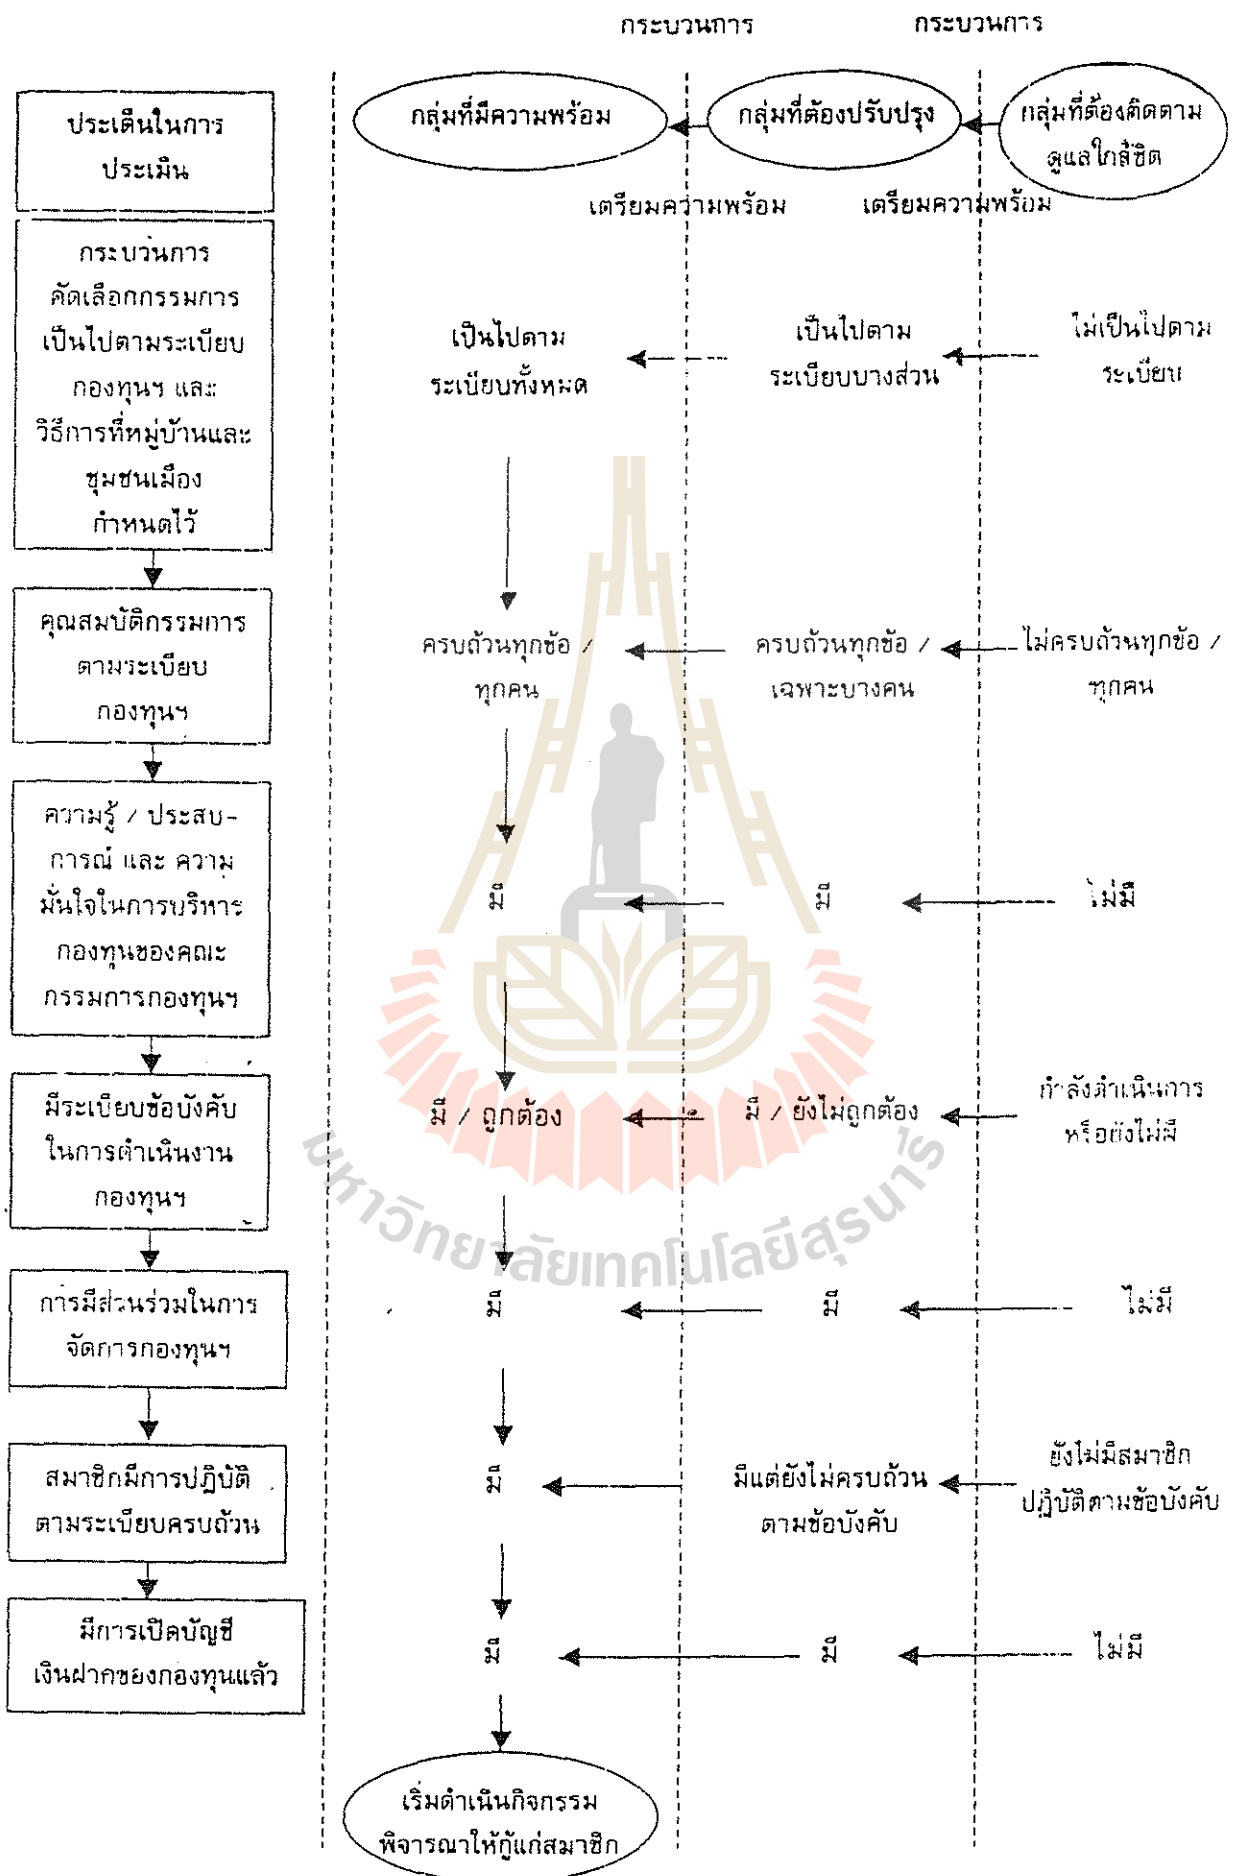 กระบวนการ
กระบวนการ
ประเด็นในการ
ประเมิน
กลุ่มที่มีความพร้อม
กลุ่มที่ต้องปรับปรุง
กลุ่มที่ต้องติดตาม
ดูแลใกล้ชิด
เตรียมความพร้อม
เตรียมความพร้อม
กระบวนการ
คัดเลือกกรรมการ
เป็นไปตามระเบียบ
กองทุนฯ และ
วิธีการที่หมู่บ้านและ
ชุมชนเมือง
กำหนดไว้
เป็นไปตาม
ระเบียบทั้งหมด
เป็นไปตาม
ระเบียบบางส่วน
ไม่เป็นไปตาม
ระเบียบ
คุณสมบัติกรรมการ
ตามระเบียบ
กองทุนฯ
ครบถ้วนทุกข้อ /
ทุกคน
ครบถ้วนทุกข้อ /
เฉพาะบางคน
ไม่ครบถ้วนทุกข้อ /
ทุกคน
ความรู้ / ประสบ-
การณ์ และ ความ
มั่นใจในการบริหาร
กองทุนของคณะ
กรรมการกองทุนฯ
มี
มี
ไม่มี
มีระเบียบข้อบังคับ
ในการดำเนินงาน
กองทุนฯ
มี / ถูกต้อง
มี / ยังไม่ถูกต้อง
กำลังดำเนินการ
หรือยังไม่มี
มหาวิทยาลัยเทคโนโลยีสุรนารี
การมีส่วนร่วมในการ
จัดการกองทุนฯ
มี
มี
ไม่มี
สมาชิกมีการปฏิบัติ
ตามระเบียบครบถ้วน
มี
มีแต่ยังไม่ครบถ้วน
ตามข้อบังคับ
ยังไม่มีสมาชิก
ปฏิบัติตามข้อบังคับ
มีการเปิดบัญชี
เงินฝากของกองทุนแล้ว
มี
มี
ไม่มี
เริ่มดำเนินกิจกรรม
พิจารณาให้กู้แก่สมาชิก